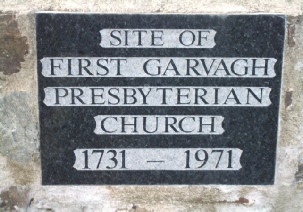 SITE OF
FIRST GARVAGH
PRESBYTERIAN
CHURCH
1731 – 1971